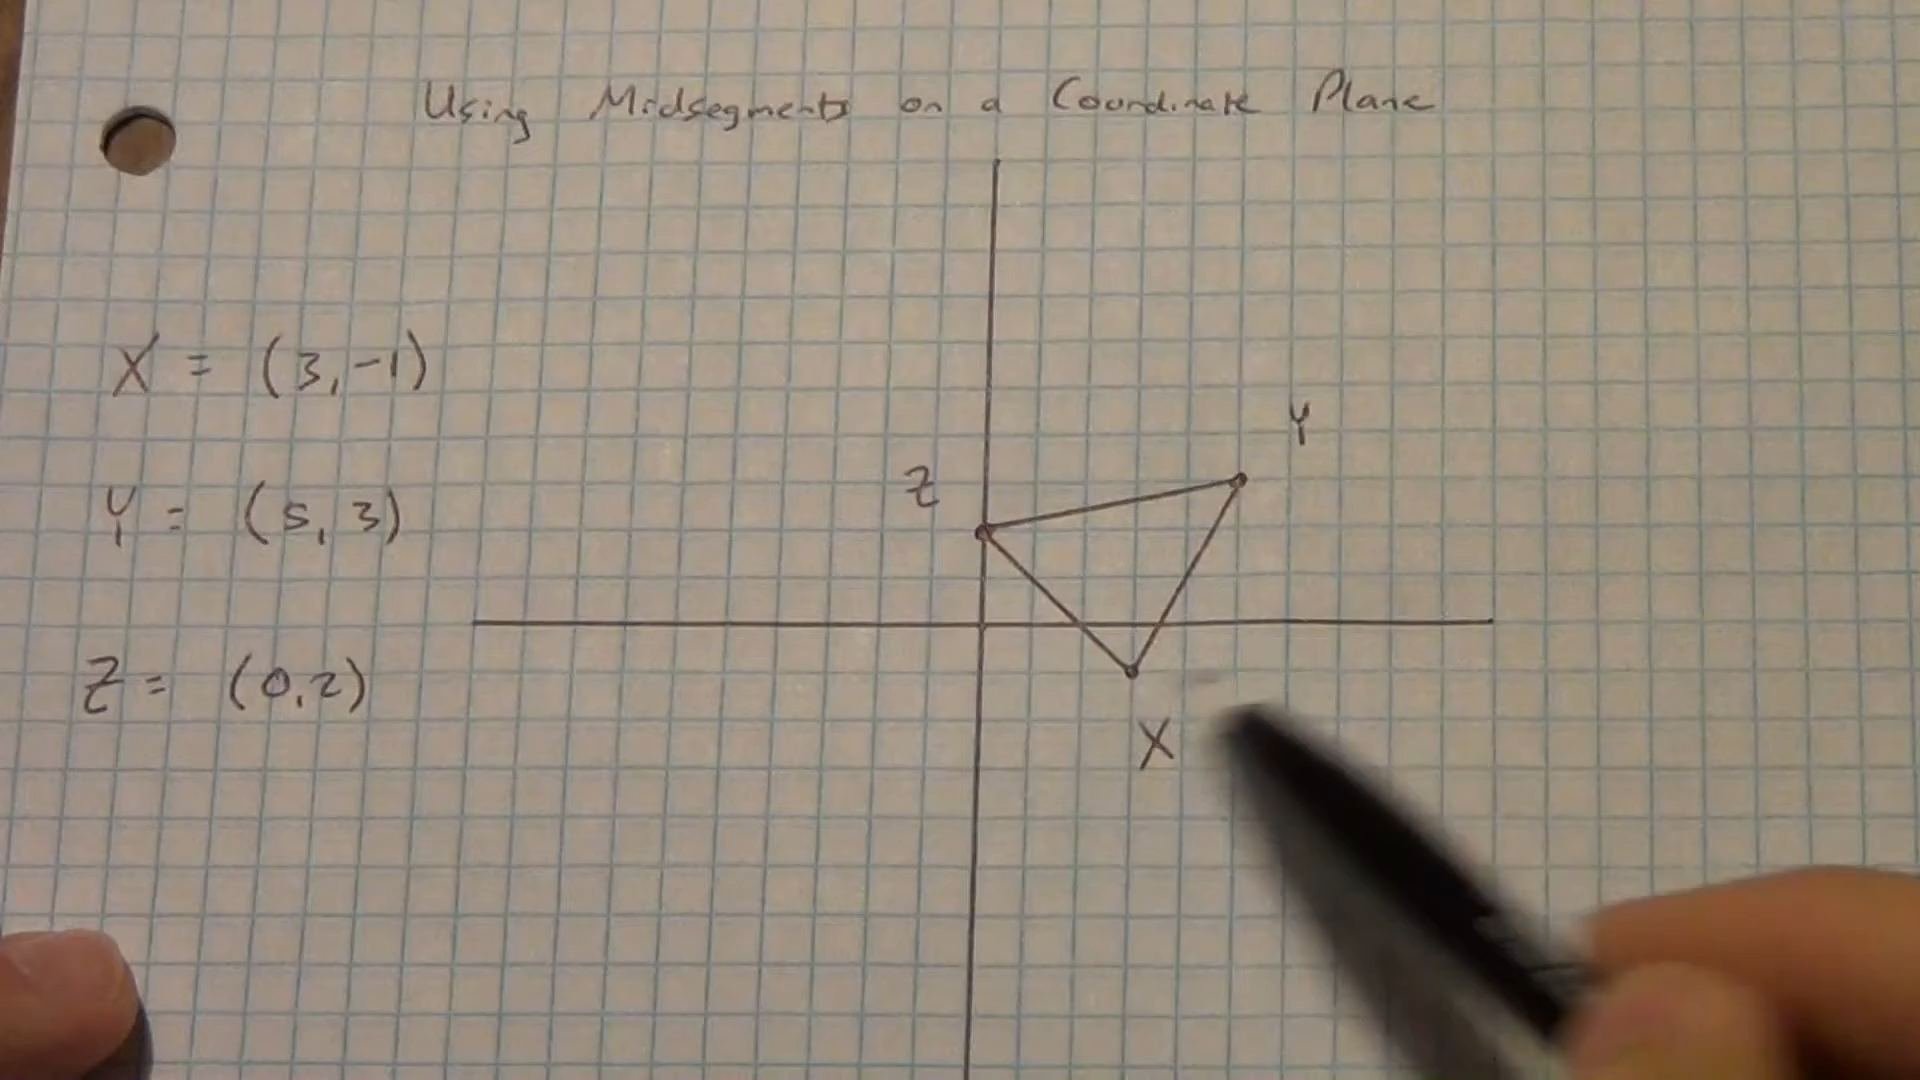 Using Midsegments on a Coordinate Plane
X = (3,-1)
Y
Z
Y = (5,3)
Z = (0,2)
X